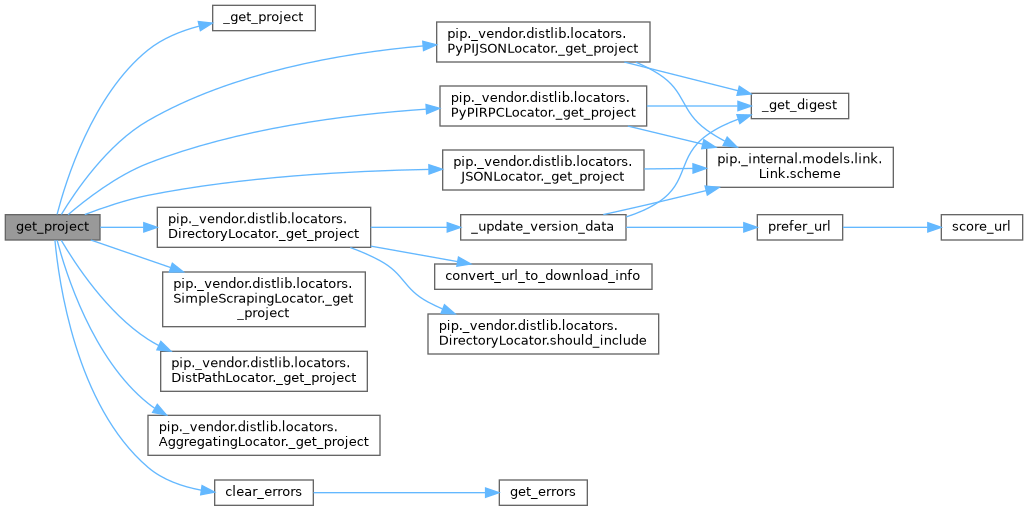 _get_project
pip._vendor.distlib.locators.
PyPIJSONLocator._get_project
pip._vendor.distlib.locators.
PyPIRPCLocator._get_project
_get_digest
pip._internal.models.link.
Link.scheme
pip._vendor.distlib.locators.
JSONLocator._get_project
get_project
pip._vendor.distlib.locators.
DirectoryLocator._get_project
_update_version_data
prefer_url
score_url
convert_url_to_download_info
pip._vendor.distlib.locators.
SimpleScrapingLocator._get
_project
pip._vendor.distlib.locators.
DirectoryLocator.should_include
pip._vendor.distlib.locators.
DistPathLocator._get_project
pip._vendor.distlib.locators.
AggregatingLocator._get_project
clear_errors
get_errors